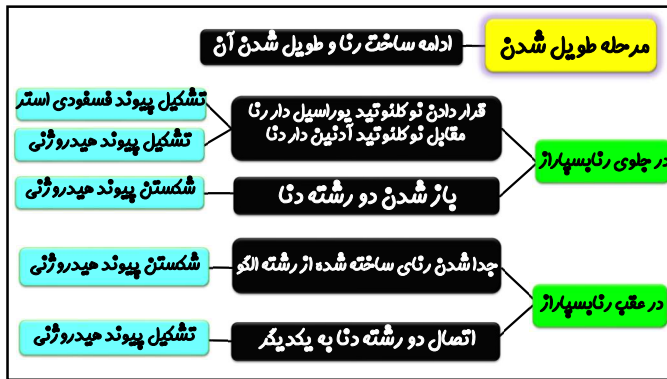 مرحله طویل شدن
ادامه ساخت رنا و طویل شدن آن
در جلوی رنابسپاراز
قرار دادن نوکلئوتید یوراسیل دار رنا
مقابل نوکلئوتید آدنین دار دنا
تشکیل پیوند فسفودی استر
تشکیل پیوند هیدروژنی
باز شدن دو رشته دنا
شکستن پیوند هیدروژنی
در عقب رنابسپاراز
جدا شدن رنای ساخته شده از رشته الگو
شکستن پیوند هیدروژنی
اتصال دو رشته دنا به یکدیگر
تشکیل پیوند هیدروژنی